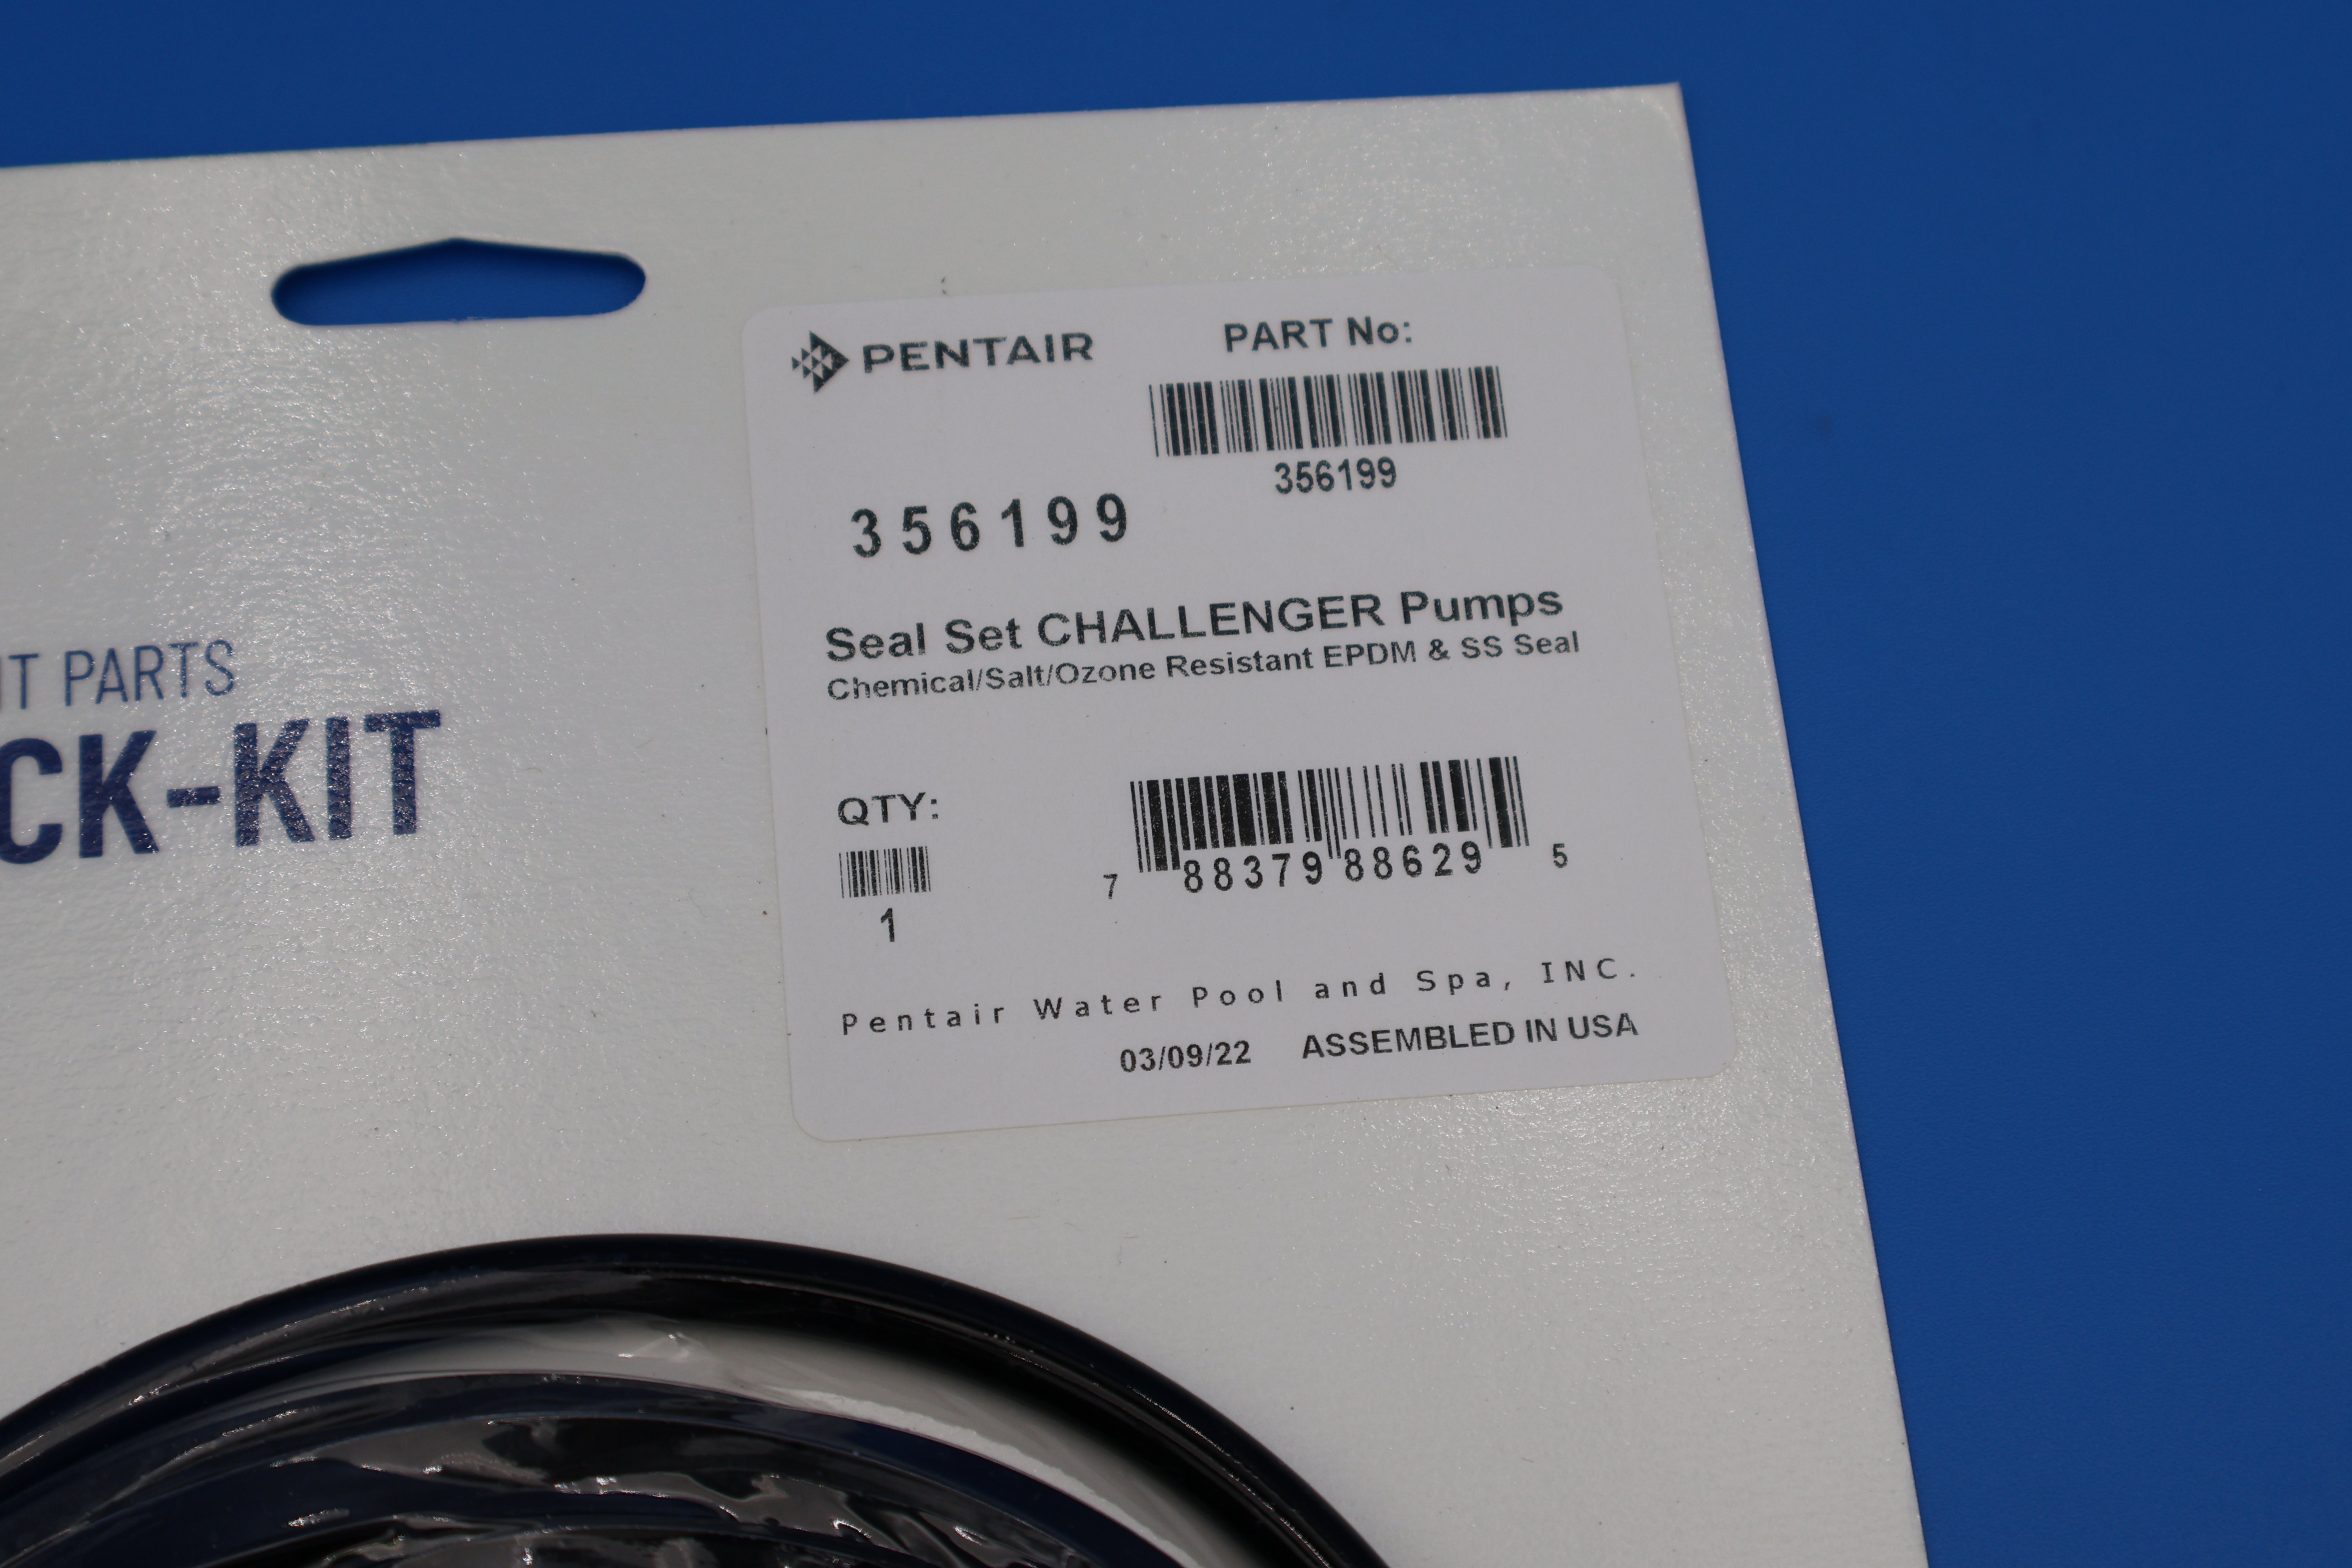 PARTS
CK-KIT
PENTAIR
PART No:
356199
356199
Seal Set CHALLENGER Pumps
Chemical/Salt/Ozone Resistant EPDM & SS Seal
QTY:
1
7 88379 88629 5
Pentair Water Pool and Spa, INC.
03/09/22 ASSEMBLED IN USA